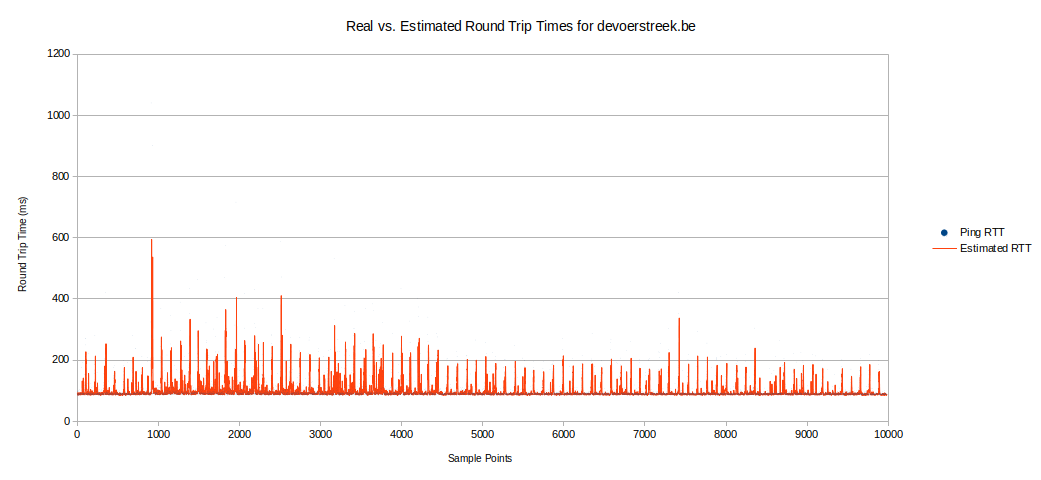 Real vs. Estimated Round Trip Times for devoerstreek.be
1200
1000
800
600
400
200
0
Round Trip Time (ms)
0 1000 2000 3000 4000 5000 6000 7000 8000 9000 10000
Sample Points
Ping RTT
Estimated RTT